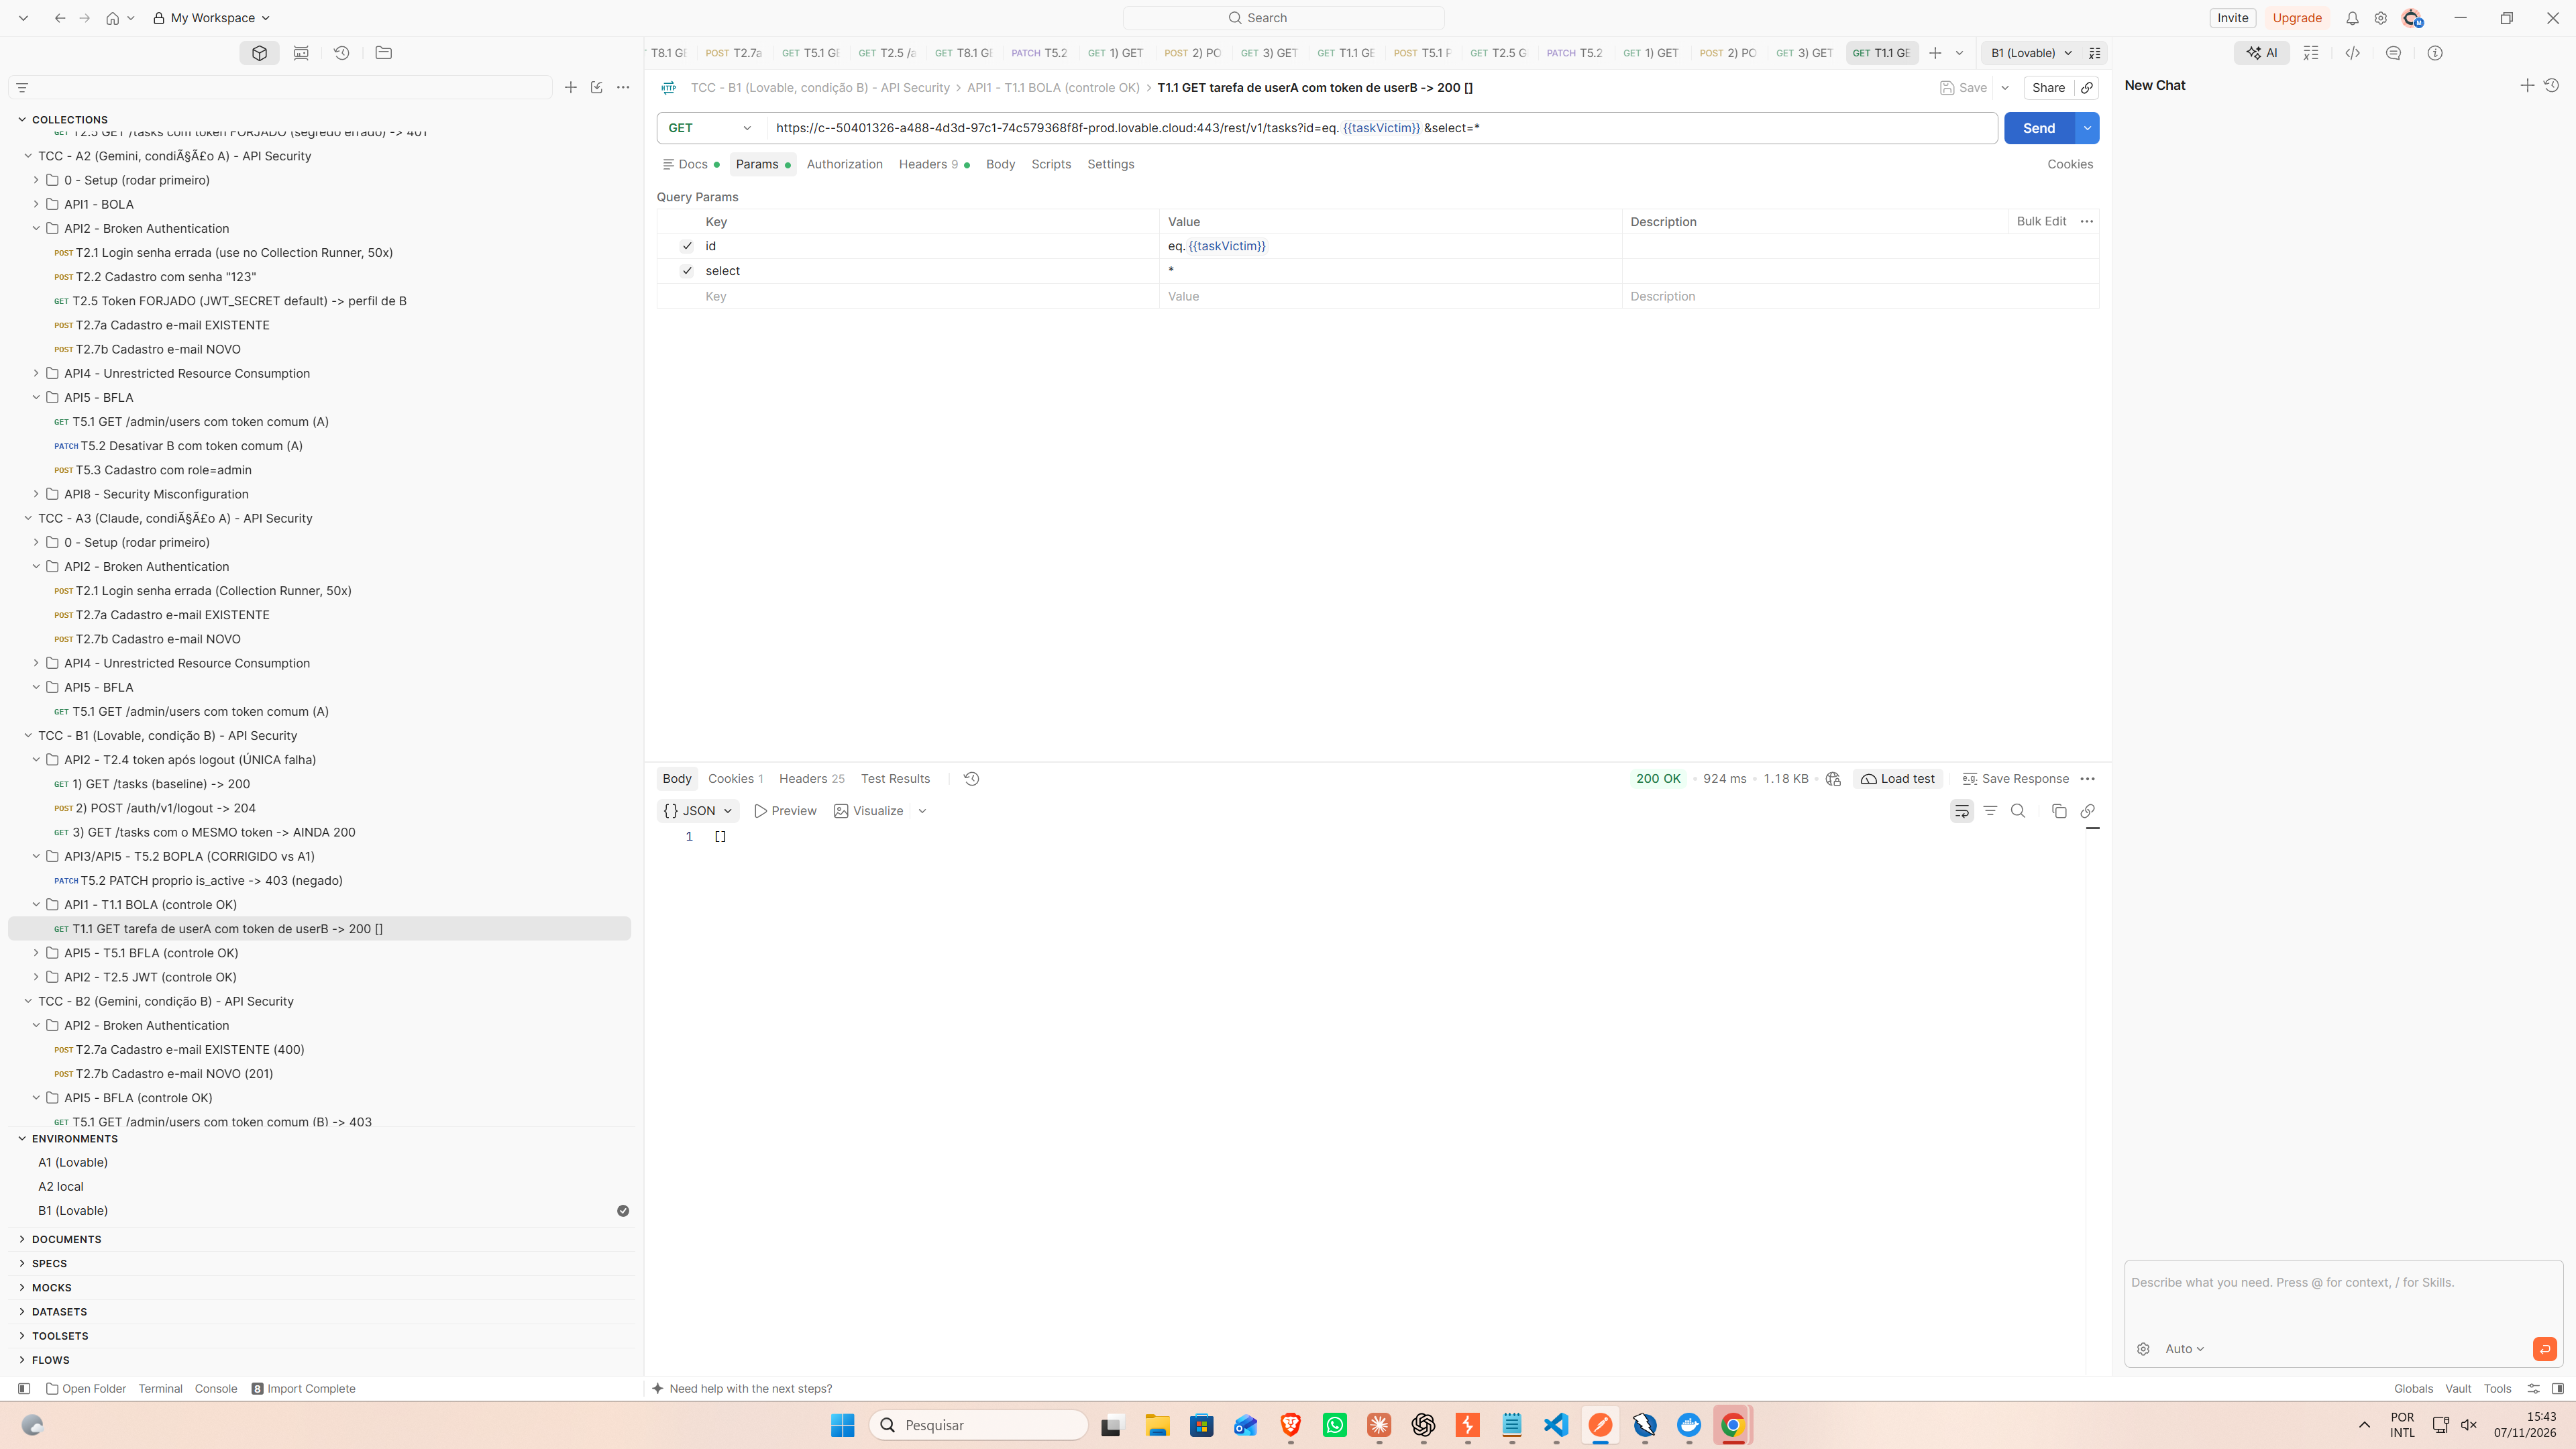 My Workspace
Search
Invite
Upgrade
T8.1 GE
POST T2.7a
GET T5.1 GE
GET T2.5 /a
GET T8.1 GE
PATCH T5.2
GET 1) GET
POST 2) PO
GET 3) GET
GET T1.1 GE
POST T5.1 P
GET T2.5 G
PATCH T5.2
GET 1) GET
POST 2) PO
GET 3) GET
GET T1.1 GE
B1 (Lovable)
AI
COLLECTIONS
GET T2.5 GET /tasks com token FORJADO (segredo errado) -> 401
TCC - A2 (Gemini, condiÃ§Ã£o A) - API Security
0 - Setup (rodar primeiro)
API1 - BOLA
API2 - Broken Authentication
POST T2.1 Login senha errada (use no Collection Runner, 50x)
POST T2.2 Cadastro com senha "123"
GET T2.5 Token FORJADO (JWT_SECRET default) -> perfil de B
POST T2.7a Cadastro e-mail EXISTENTE
POST T2.7b Cadastro e-mail NOVO
API4 - Unrestricted Resource Consumption
API5 - BFLA
GET T5.1 GET /admin/users com token comum (A)
PATCH T5.2 Desativar B com token comum (A)
POST T5.3 Cadastro com role=admin
API8 - Security Misconfiguration
TCC - A3 (Claude, condiÃ§Ã£o A) - API Security
0 - Setup (rodar primeiro)
API2 - Broken Authentication
POST T2.1 Login senha errada (Collection Runner, 50x)
POST T2.7a Cadastro e-mail EXISTENTE
POST T2.7b Cadastro e-mail NOVO
API4 - Unrestricted Resource Consumption
API5 - BFLA
GET T5.1 GET /admin/users com token comum (A)
TCC - B1 (Lovable, condição B) - API Security
API2 - T2.4 token após logout (ÚNICA falha)
GET 1) GET /tasks (baseline) -> 200
POST 2) POST /auth/v1/logout -> 204
GET 3) GET /tasks com o MESMO token -> AINDA 200
API3/API5 - T5.2 BOPLA (CORRIGIDO vs A1)
PATCH T5.2 PATCH proprio is_active -> 403 (negado)
API1 - T1.1 BOLA (controle OK)
GET T1.1 GET tarefa de userA com token de userB -> 200 []
API5 - T5.1 BFLA (controle OK)
API2 - T2.5 JWT (controle OK)
TCC - B2 (Gemini, condição B) - API Security
API2 - Broken Authentication
POST T2.7a Cadastro e-mail EXISTENTE (400)
POST T2.7b Cadastro e-mail NOVO (201)
API5 - BFLA (controle OK)
GET T5.1 GET /admin/users com token comum (B) -> 403
ENVIRONMENTS
A1 (Lovable)
A2 local
B1 (Lovable)
DOCUMENTS
SPECS
MOCKS
DATASETS
TOOLSETS
FLOWS
HTTP TCC - B1 (Lovable, condição B) - API Security > API1 - T1.1 BOLA (controle OK) > T1.1 GET tarefa de userA com token de userB -> 200 []
Save
Share
GET
https://c--50401326-a488-4d3d-97c1-74c579368f8f-prod.lovable.cloud:443/rest/v1/tasks?id=eq. {{taskVictim}} &select=*
Send
Docs
Params
Authorization
Headers 9
Body
Scripts
Settings
Cookies
Query Params
Key Value Description Bulk Edit
id eq. {{taskVictim}}
select *
Key Value Description
Body
Cookies 1
Headers 25
Test Results
200 OK
924 ms
1.18 KB
Load test
e.g. Save Response
{} JSON
Preview
Visualize
1 []
New Chat
Describe what you need. Press @ for context, / for Skills.
Auto
Open Folder
Terminal
Console
8 Import Complete
Need help with the next steps?
Globals
Vault
Tools
Pesquisar
POR
INTL
15:43
07/11/2026